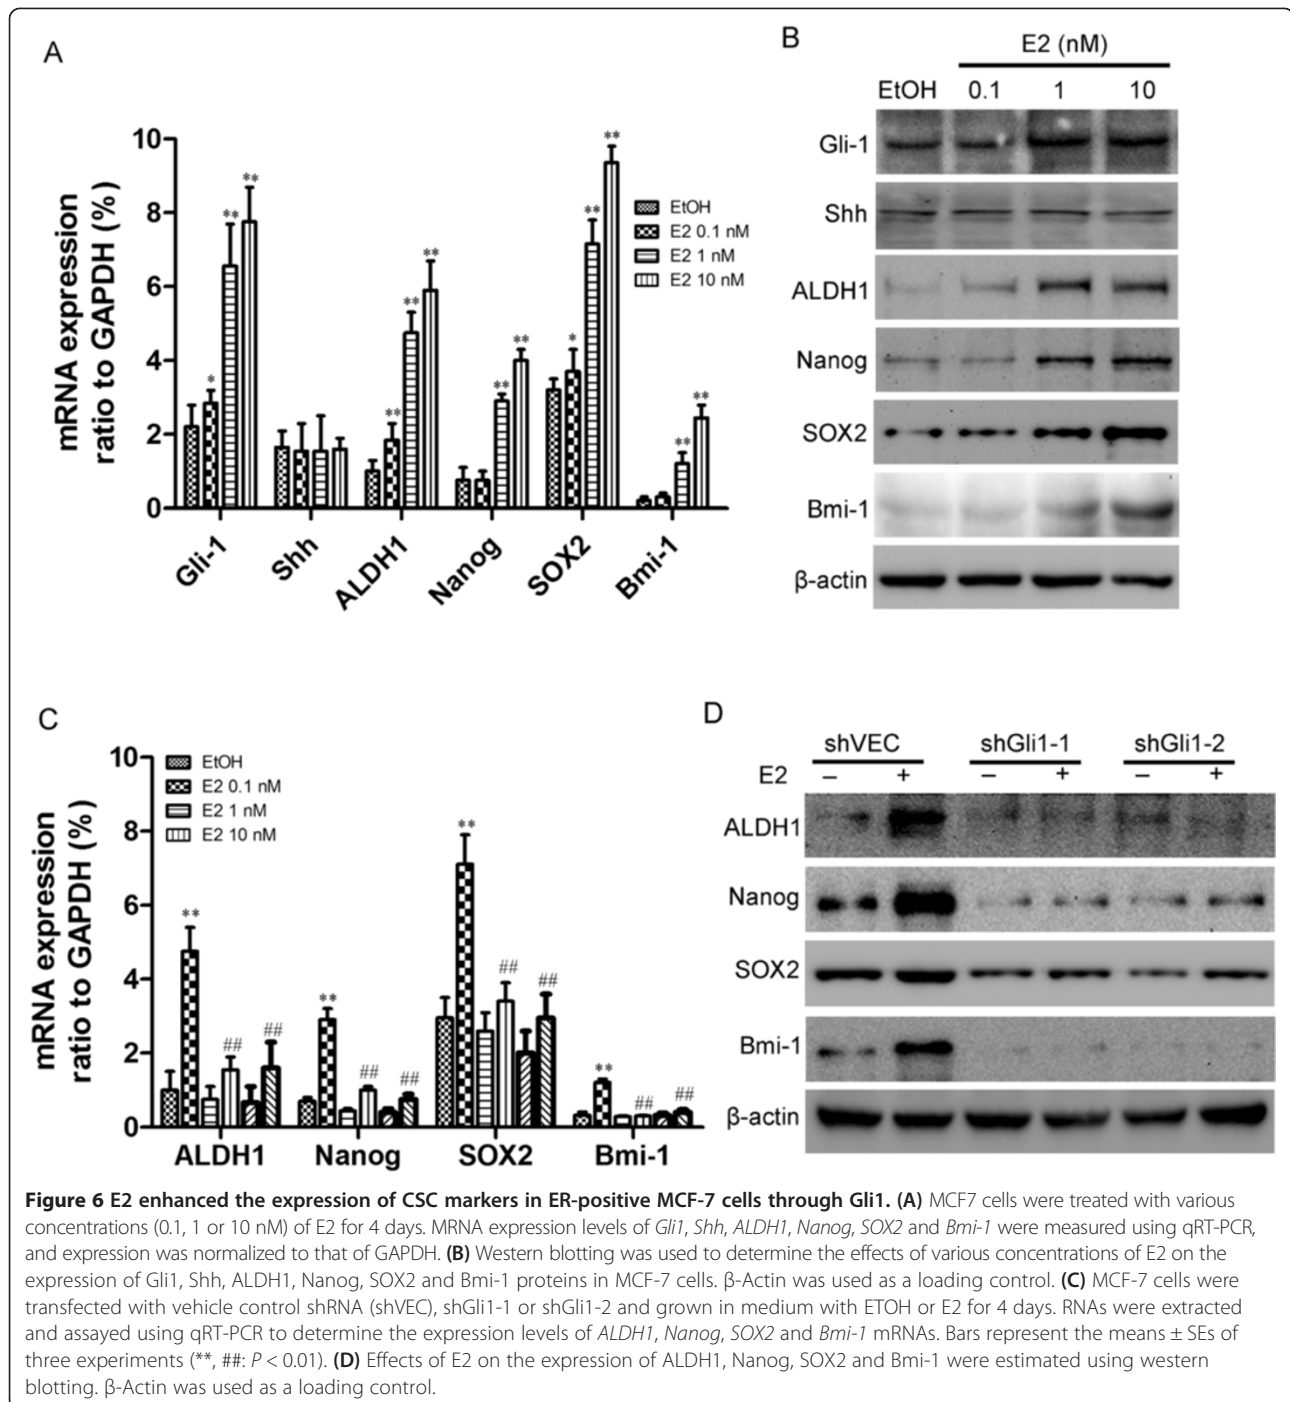 A
mRNA expression
ratio to GAPDH (%)
10
8
6
4
2
0
** ** * ** ** ** ** ** * ** ** ** **
EtOH
E2 0.1 nM
E2 1 nM
E2 10 nM
Gli-1 Shh ALDH1 Nanog SOX2 Bmi-1
B
E2 (nM)
EtOH 0.1 1 10
Gli-1
Shh
ALDH1
Nanog
SOX2
Bmi-1
β-actin
C
mRNA expression
ratio to GAPDH (%)
10
8
6
4
2
0
EtOH
E2 0.1 nM
E2 1 nM
E2 10 nM
** ## ## ** ## ## ** ## ## ** ## ##
ALDH1 Nanog SOX2 Bmi-1
D
shVEC shGli1-1 shGli1-2
E2 – + – + – +
ALDH1
Nanog
SOX2
Bmi-1
β-actin
Figure 6 E2 enhanced the expression of CSC markers in ER-positive MCF-7 cells through Gli1. (A) MCF7 cells were treated with various
concentrations (0.1, 1 or 10 nM) of E2 for 4 days. MRNA expression levels of Gli1, Shh, ALDH1, Nanog, SOX2 and Bmi-1 were measured using qRT-PCR,
and expression was normalized to that of GAPDH. (B) Western blotting was used to determine the effects of various concentrations of E2 on the
expression of Gli1, Shh, ALDH1, Nanog, SOX2 and Bmi-1 proteins in MCF-7 cells. β-Actin was used as a loading control. (C) MCF-7 cells were
transfected with vehicle control shRNA (shVEC), shGli1-1 or shGli1-2 and grown in medium with ETOH or E2 for 4 days. RNAs were extracted
and assayed using qRT-PCR to determine the expression levels of ALDH1, Nanog, SOX2 and Bmi-1 mRNAs. Bars represent the means ± SEs of
three experiments (**, ##: P < 0.01). (D) Effects of E2 on the expression of ALDH1, Nanog, SOX2 and Bmi-1 were estimated using western
blotting. β-Actin was used as a loading control.